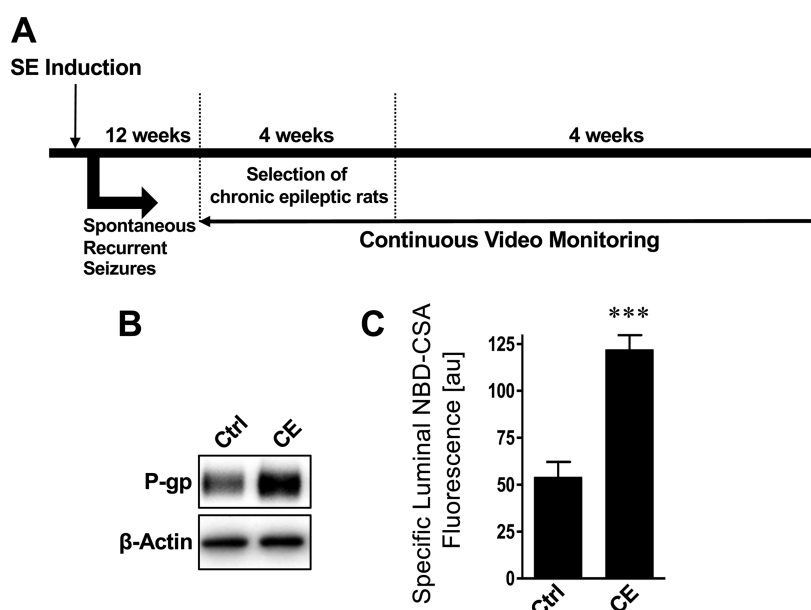 A
SE Induction
12 weeks
4 weeks
4 weeks
Selection of
chronic epileptic rats
Spontaneous
Recurrent
Seizures
Continuous Video Monitoring
B
Ctrl
CE
P-gp
β-Actin
C
Specific Luminal NBD-CSA
Fluorescence [au]
***
125
100
75
50
25
0
Ctrl
CE